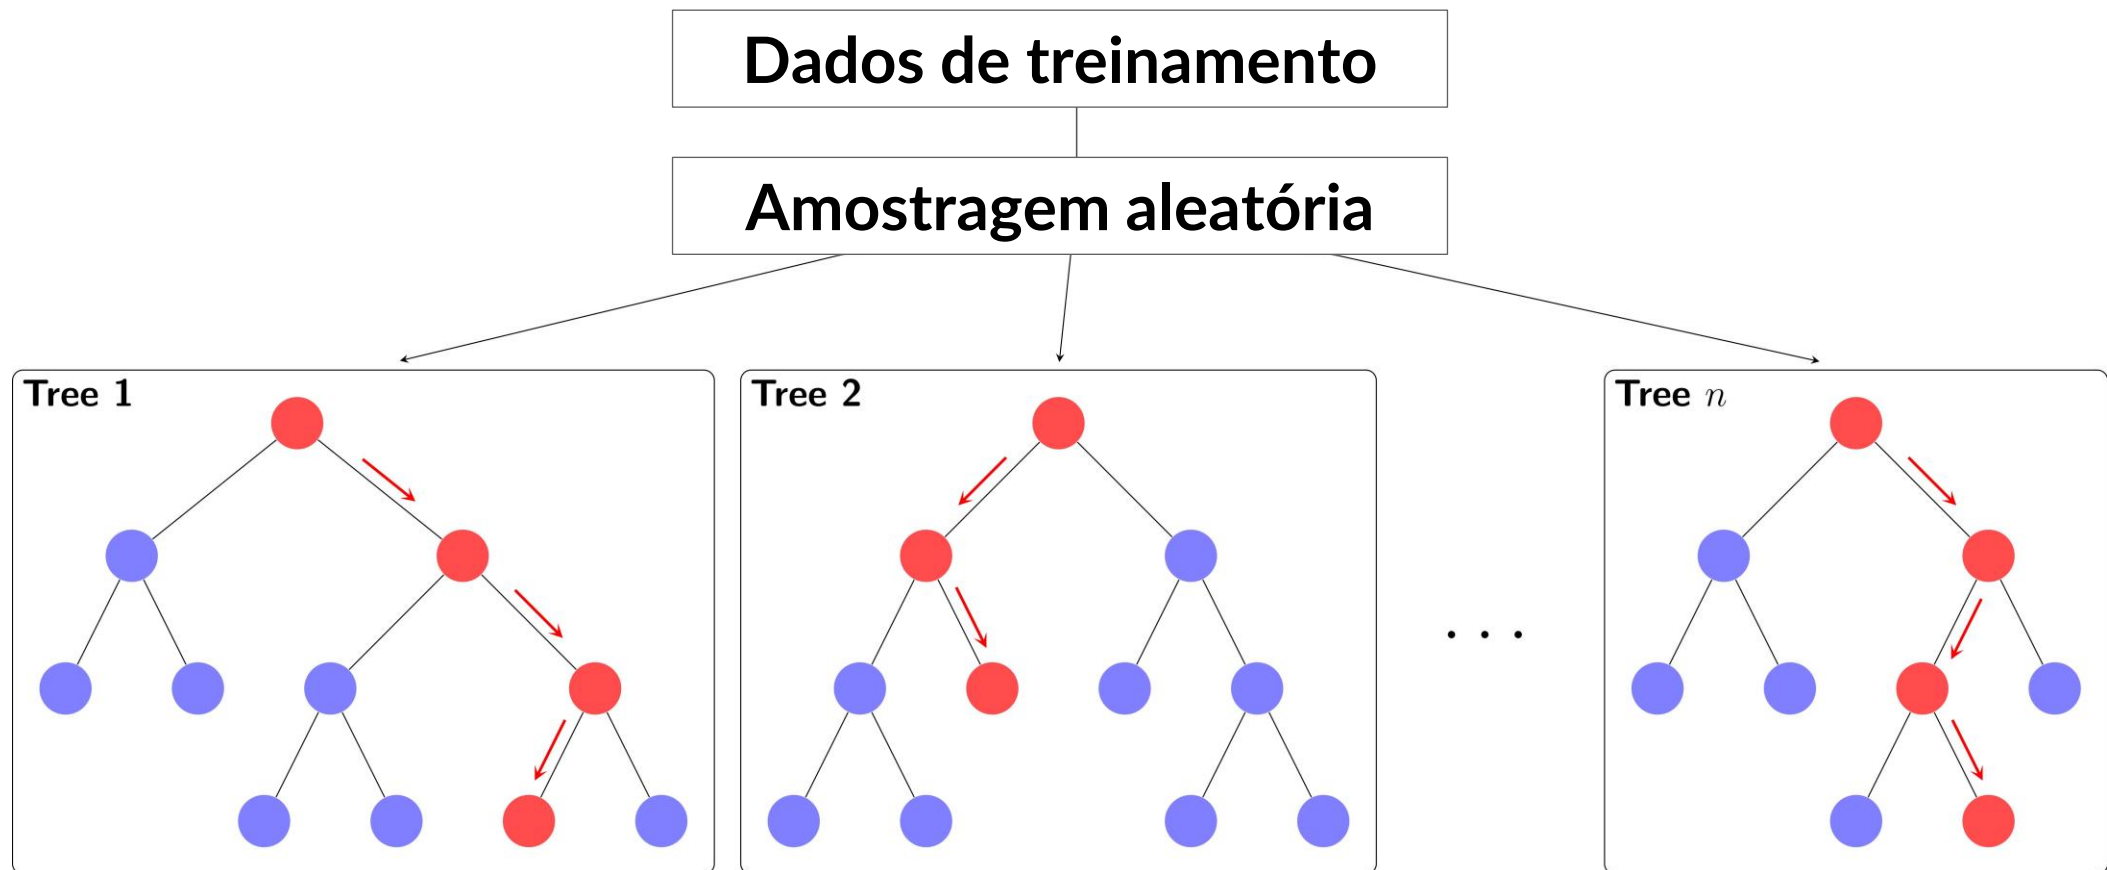 Dados de treinamento
Amostragem aleatória
Tree 1
Tree 2
Tree n
. . .